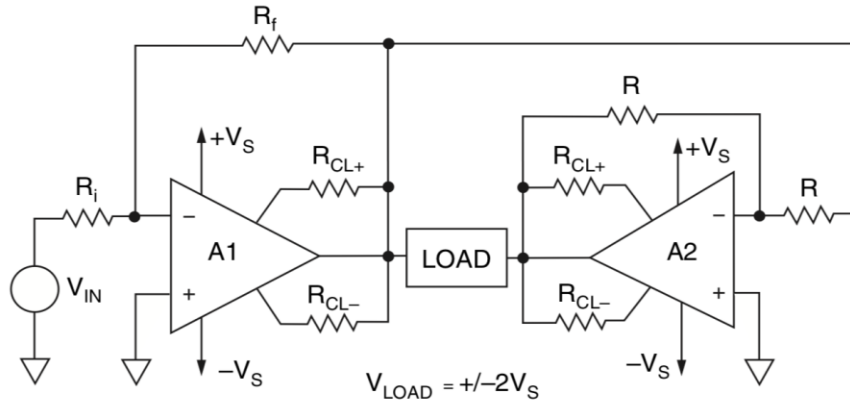 R_f
R
+V_S
R_CL+
R_CL+
+V_S
R_i
R
−
−
A1
LOAD
A2
V_IN
+
R_CL−
R_CL−
+
−V_S
V_LOAD = +/−2V_S
−V_S